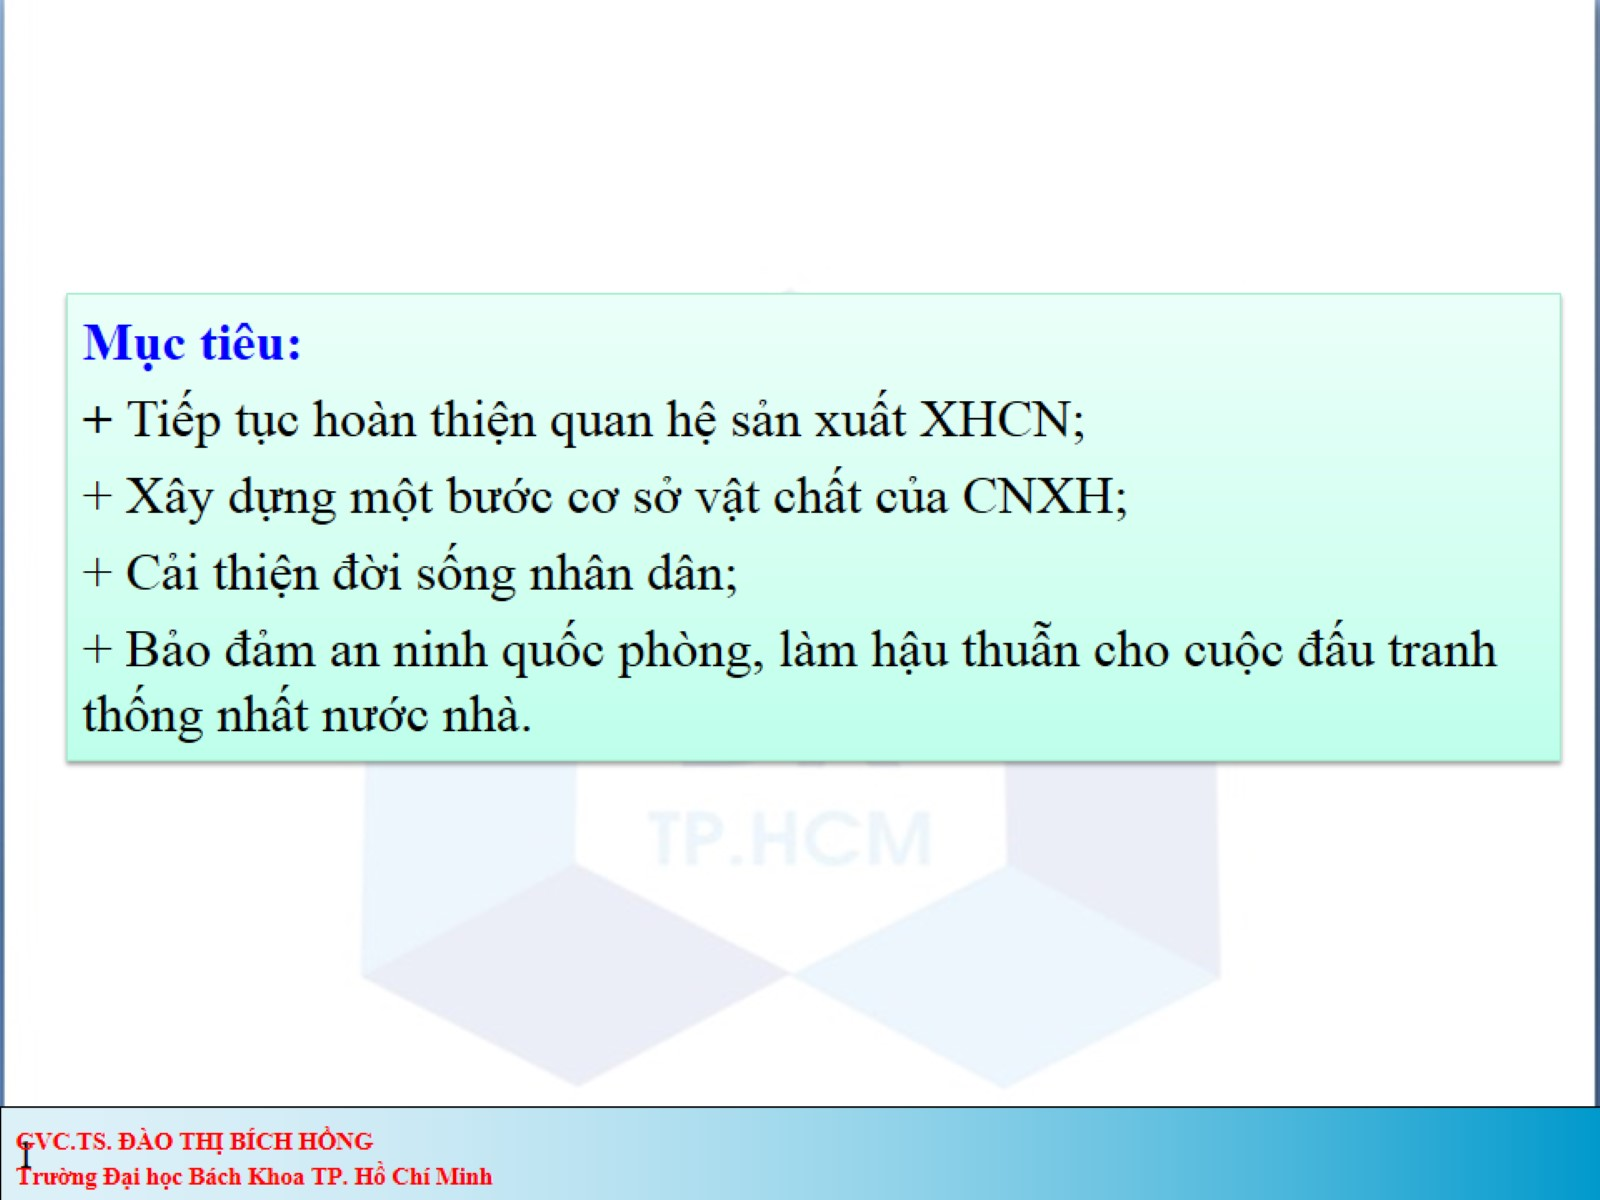 Mục tiêu:
+ Tiếp tục hoàn thiện quan hệ sản xuất XHCN;
+ Xây dựng một bước cơ sở vật chất của CNXH;
+ Cải thiện đời sống nhân dân;
+ Bảo đảm an ninh quốc phòng, làm hậu thuẫn cho cuộc đấu tranh
thống nhất nước nhà.
TP.HCM
GVC.TS. ĐÀO THỊ BÍCH HỒNG
1
Trường Đại học Bách Khoa TP. Hồ Chí Minh